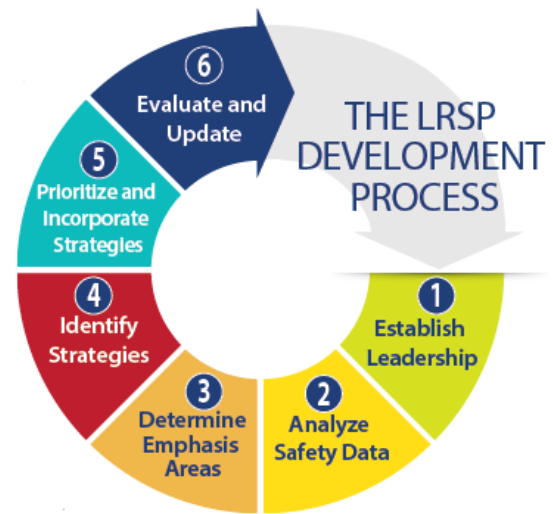 THE LRSP
DEVELOPMENT
PROCESS
1
Establish
Leadership
2
Analyze
Safety Data
3
Determine
Emphasis
Areas
4
Identify
Strategies
5
Prioritize and
Incorporate
Strategies
6
Evaluate and
Update